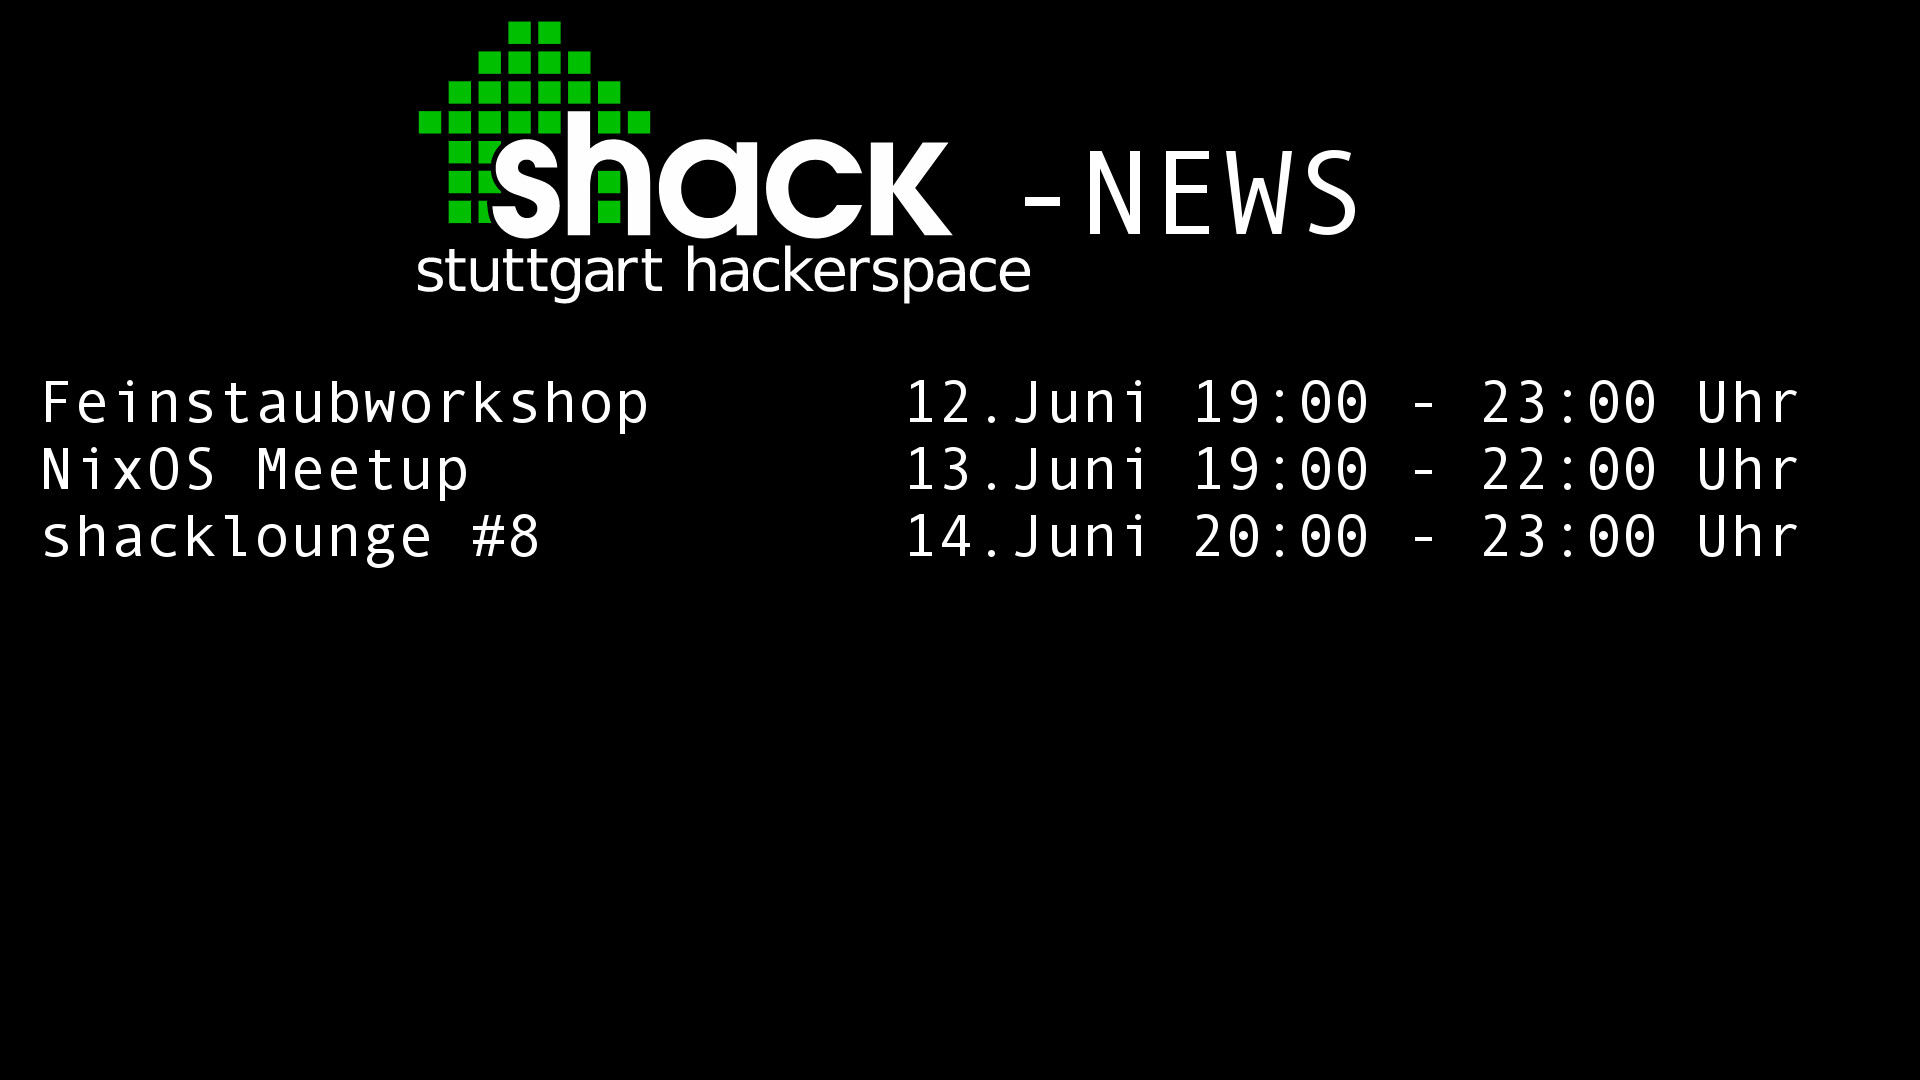 shack -NEWS
stuttgart hackerspace
Feinstaubworkshop 12.Juni 19:00 - 23:00 Uhr
NixOS Meetup 13.Juni 19:00 - 22:00 Uhr
shacklounge #8 14.Juni 20:00 - 23:00 Uhr